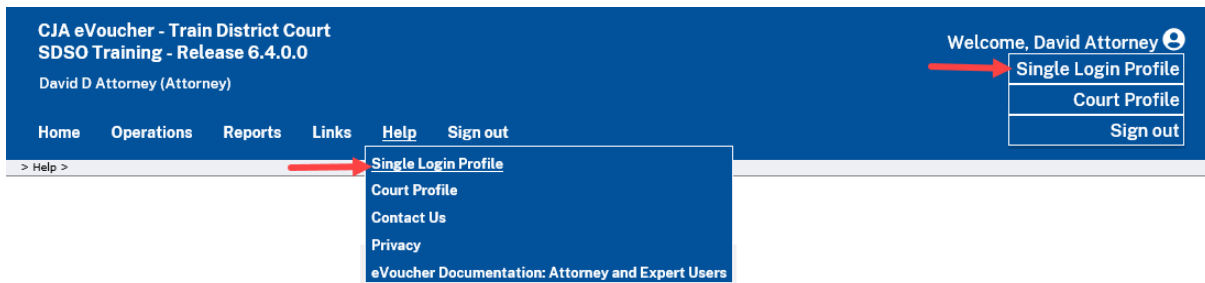 CJA eVoucher - Train District Court
SDSO Training - Release 6.4.0.0
David D Attorney (Attorney)
Welcome, David Attorney
Single Login Profile
Court Profile
Sign out
Home Operations Reports Links Help Sign out
> Help >
Single Login Profile
Court Profile
Contact Us
Privacy
eVoucher Documentation: Attorney and Expert Users